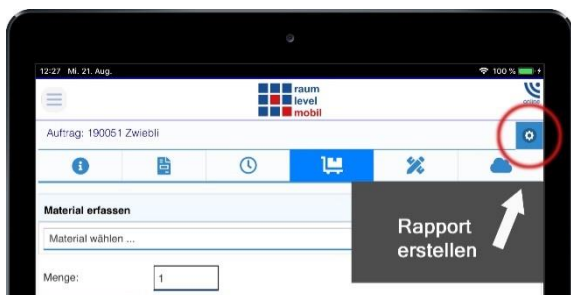 12:27 Mi. 21. Aug.
100 %
raum
level
mobil
online
Auftrag: 190051 Zwiebli
Material erfassen
Material wählen ...
Menge:
1
Rapport
erstellen